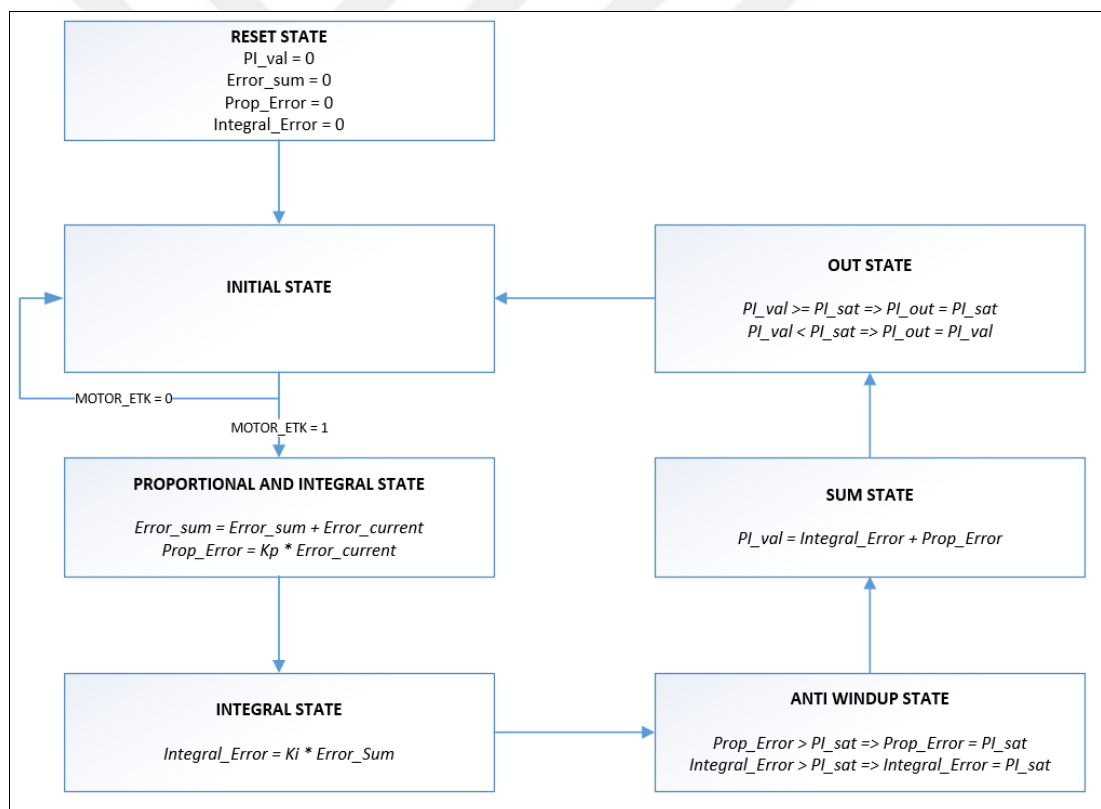 RESET STATE
PI_val = 0
Error_sum = 0
Prop_Error = 0
Integral_Error = 0
INITIAL STATE
MOTOR_ETK = 0
MOTOR_ETK = 1
PROPORTIONAL AND INTEGRAL STATE
Error_sum = Error_sum + Error_current
Prop_Error = Kp * Error_current
INTEGRAL STATE
Integral_Error = Ki * Error_Sum
ANTI WINDUP STATE
Prop_Error > PI_sat => Prop_Error = PI_sat
Integral_Error > PI_sat => Integral_Error = PI_sat
SUM STATE
PI_val = Integral_Error + Prop_Error
OUT STATE
PI_val >= PI_sat => PI_out = PI_sat
PI_val < PI_sat => PI_out = PI_val